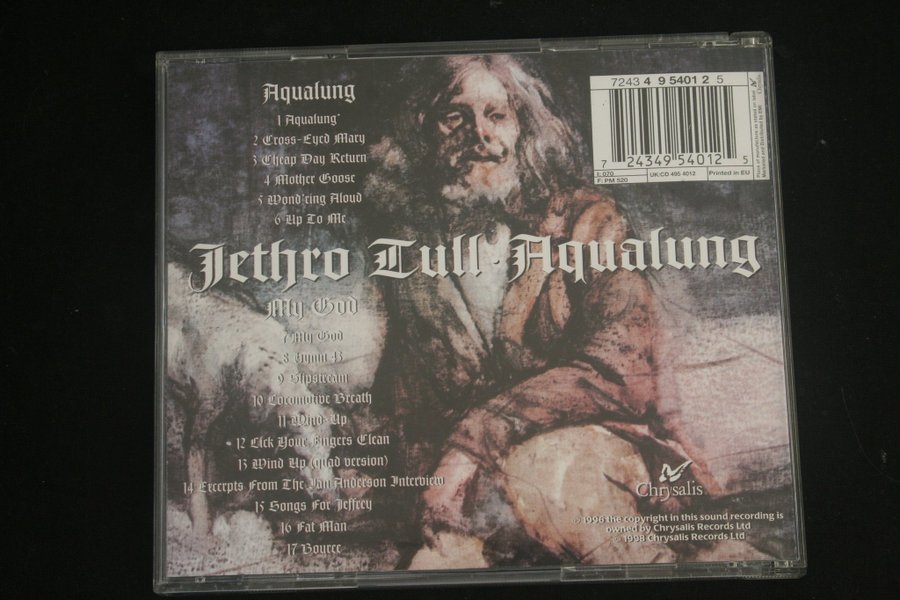 Aqualung
1 Aqualung
2 Cross-Eyed Mary
3 Cheap Day Return
4 Mother Goose
5 Wond'ring Aloud
6 Up To Me
7243 4 95401 2 5
7 24349 54012 5
I: 070
F: PM 520
UK:CD 495 4012
Printed in EU
Chrysalis
Jethro Tull · Aqualung
My God
7 My God
8 Hymn 43
9 Slipstream
10 Locomotive Breath
11 Wind-Up
12 Lick Your Fingers Clean
13 Wind Up (quad version)
14 Excerpts From The Ian Anderson Interview
15 Songs For Jeffrey
16 Fat Man
17 Bouree
Chrysalis
℗ 1996 the copyright in this sound recording is
owned by Chrysalis Records Ltd
© 1998 Chrysalis Records Ltd